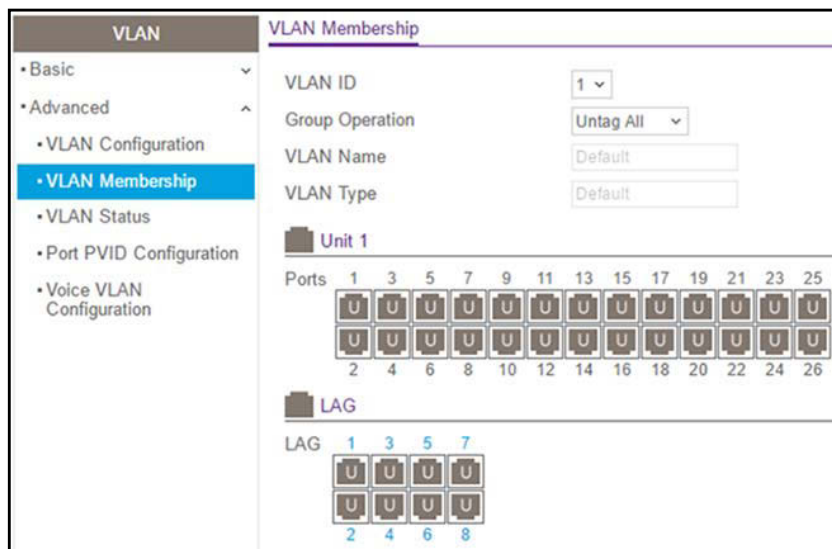 VLAN
• Basic
• Advanced
• VLAN Configuration
• VLAN Membership
• VLAN Status
• Port PVID Configuration
• Voice VLAN
Configuration
VLAN Membership
VLAN ID 1
Group Operation Untag All
VLAN Name Default
VLAN Type Default
Unit 1
Ports 1 3 5 7 9 11 13 15 17 19 21 23 25
U U U U U U U U U U U U U
U U U U U U U U U U U U U
2 4 6 8 10 12 14 16 18 20 22 24 26
LAG
LAG 1 3 5 7
U U U U
U U U U
2 4 6 8